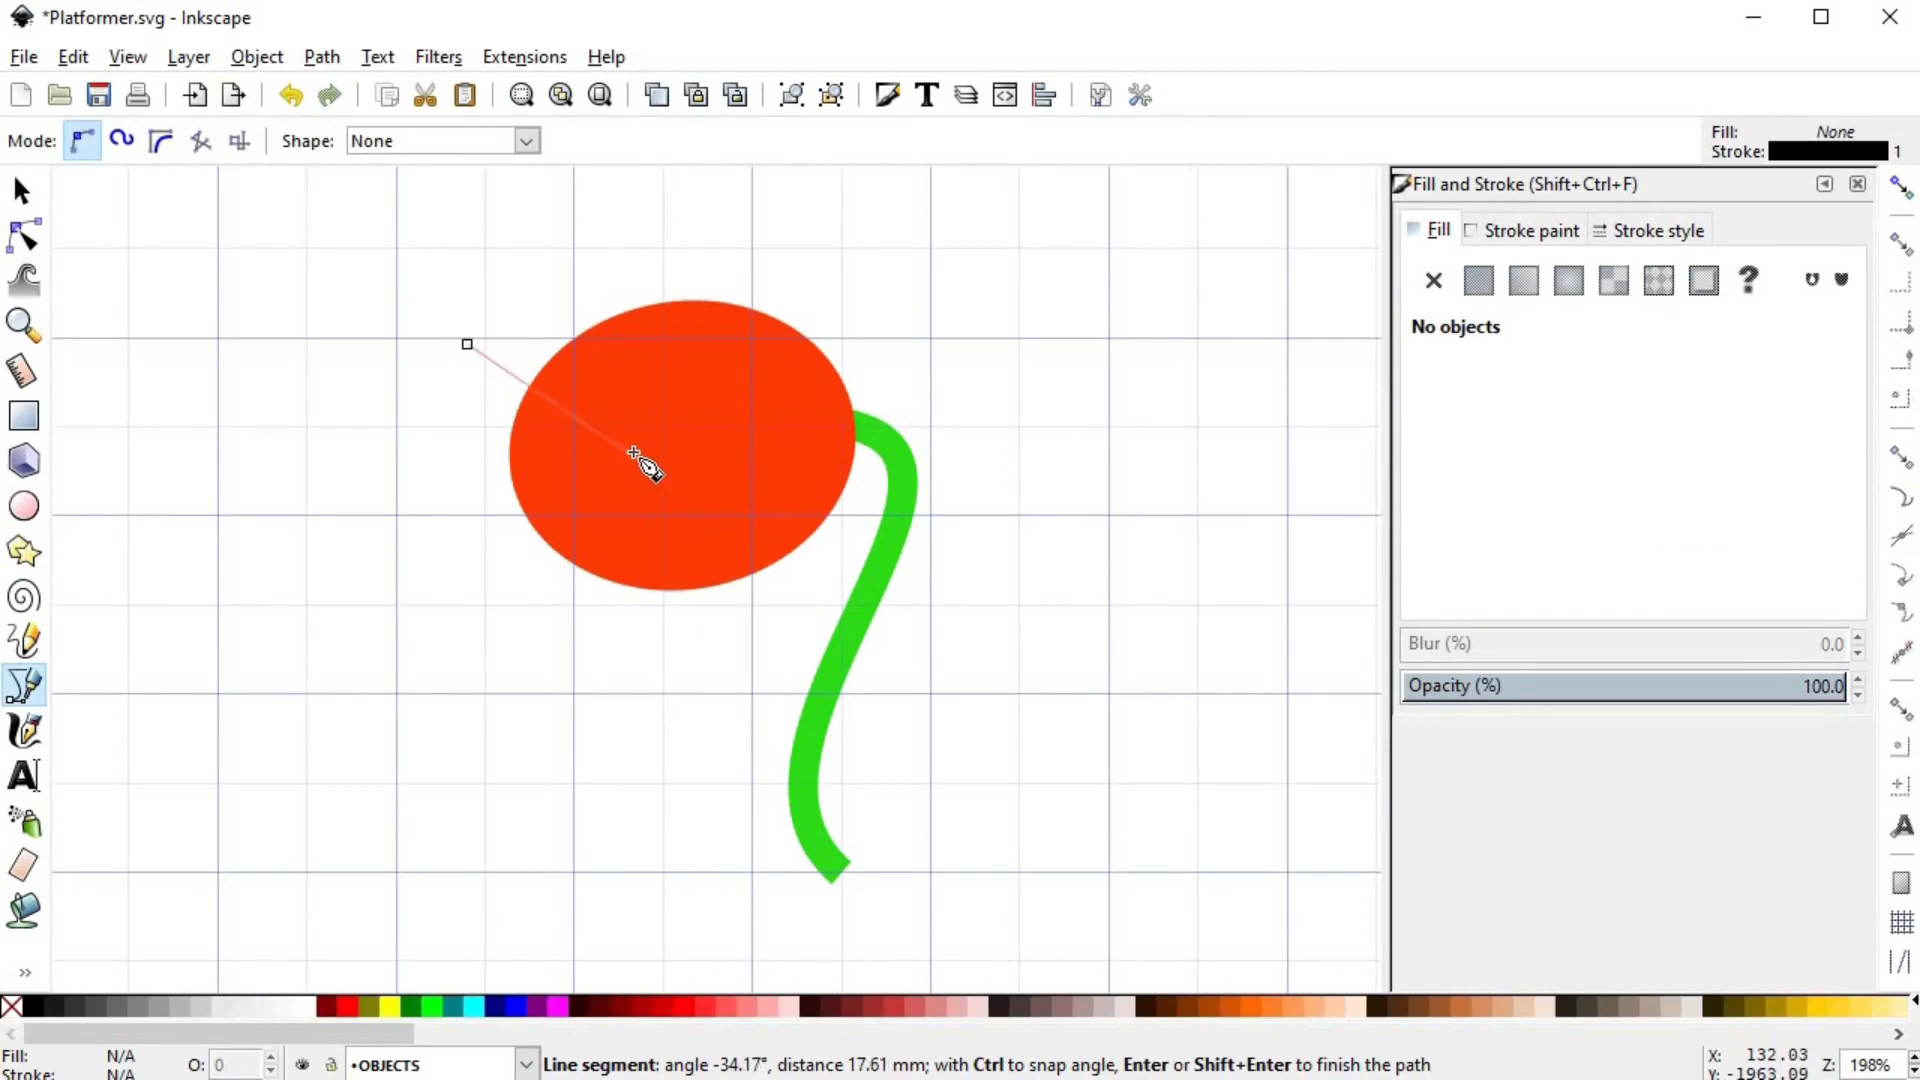 *Platformer.svg - Inkscape
File Edit View Layer Object Path Text Filters Extensions Help
Mode: Shape: None
Fill: None
Stroke: 1
Fill and Stroke (Shift+Ctrl+F)
Fill Stroke paint Stroke style
No objects
Blur (%) 0.0
Opacity (%) 100.0
Fill: N/A
Stroke: N/A
O: 0
•OBJECTS
Line segment: angle -34.17°, distance 17.61 mm; with Ctrl to snap angle, Enter or Shift+Enter to finish the path
X: 132.03
Y: -1963.09
Z: 198%